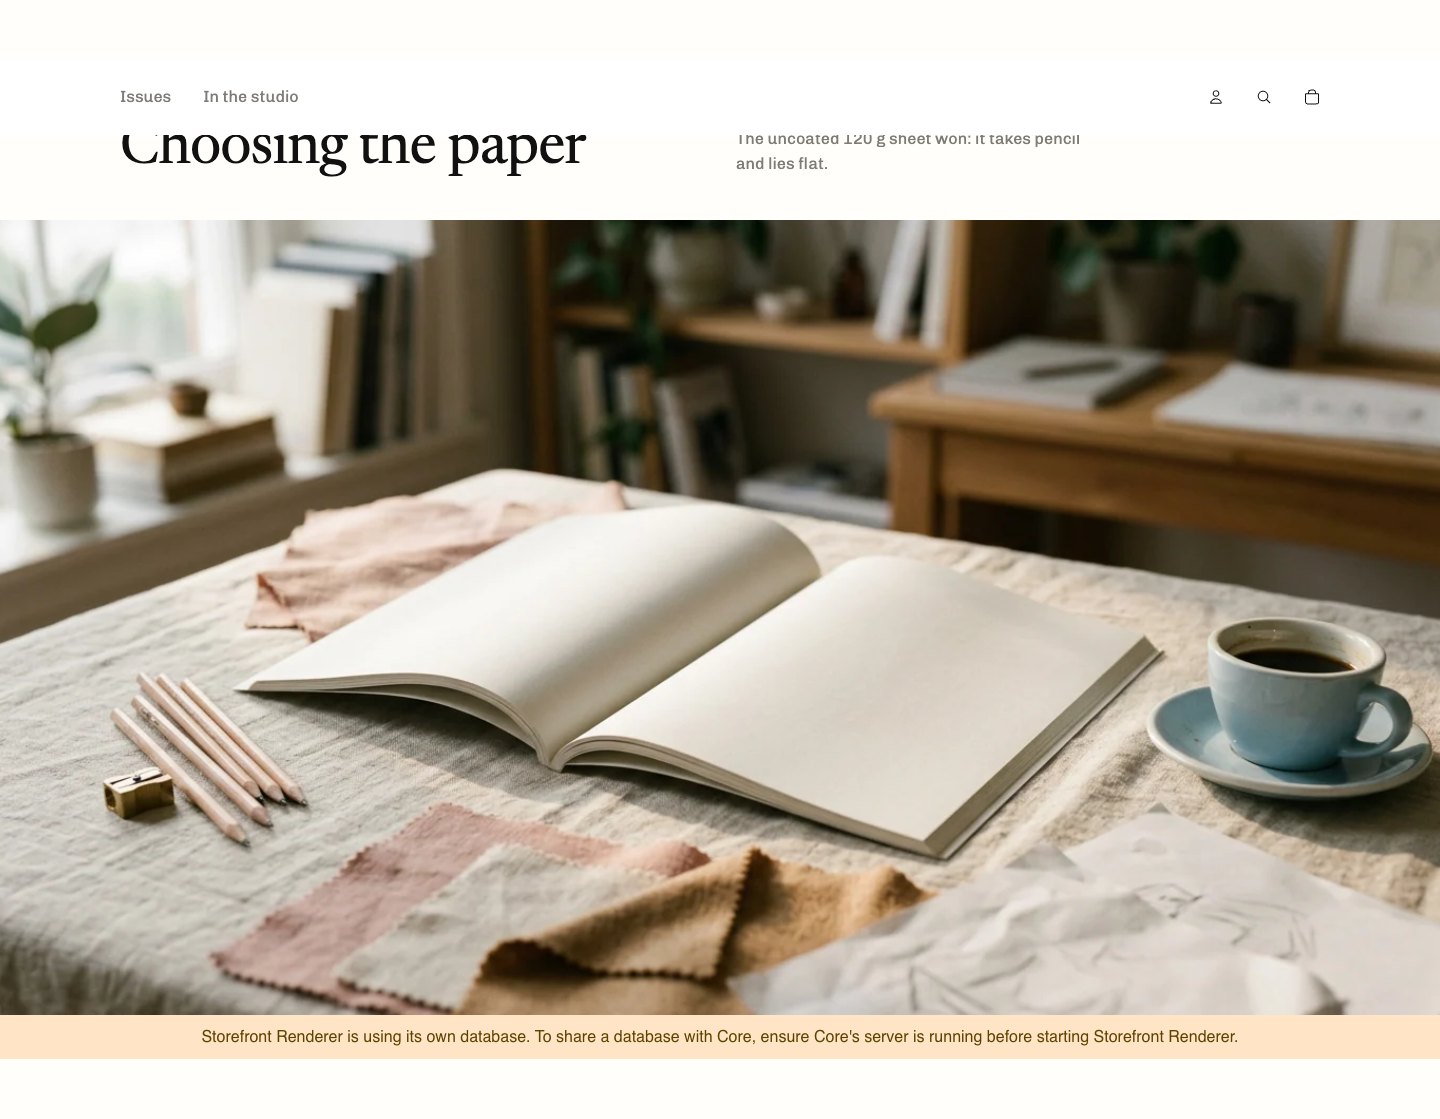 Issues In the studio
Choosing the paper
The uncoated 120 g sheet won: it takes pencil
and lies flat.
Storefront Renderer is using its own database. To share a database with Core, ensure Core's server is running before starting Storefront Renderer.